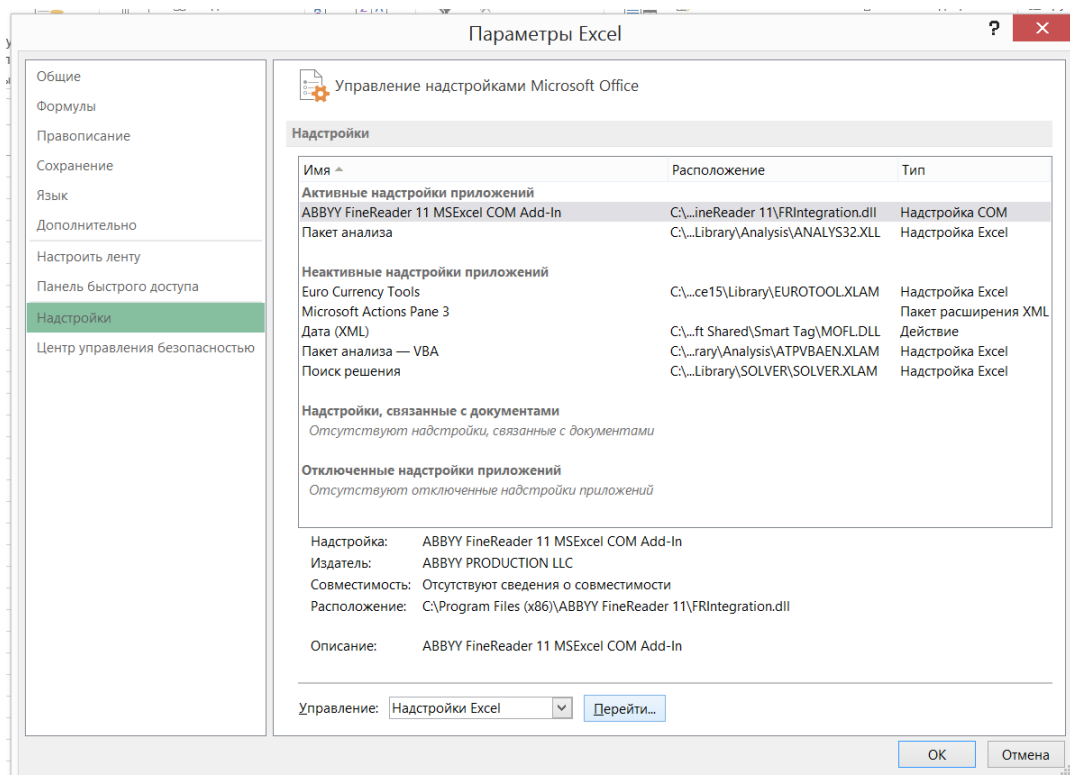 Параметры Excel
?
Общие
Формулы
Правописание
Сохранение
Язык
Дополнительно
Настроить ленту
Панель быстрого доступа
Надстройки
Центр управления безопасностью
Управление надстройками Microsoft Office
Надстройки
Имя Расположение Тип
Активные надстройки приложений
ABBYY FineReader 11 MSExcel COM Add-In C:\...ineReader 11\FRIntegration.dll Надстройка COM
Пакет анализа C:\...Library\Analysis\ANALYS32.XLL Надстройка Excel
Неактивные надстройки приложений
Euro Currency Tools C:\...ce15\Library\EUROTOOL.XLAM Надстройка Excel
Microsoft Actions Pane 3 Пакет расширения XML
Дата (XML) C:\...ft Shared\Smart Tag\MOFL.DLL Действие
Пакет анализа — VBA C:\...rary\Analysis\ATPVBAEN.XLAM Надстройка Excel
Поиск решения C:\...Library\SOLVER\SOLVER.XLAM Надстройка Excel
Надстройки, связанные с документами
Отсутствуют надстройки, связанные с документами
Отключенные надстройки приложений
Отсутствуют отключенные надстройки приложений
Надстройка: ABBYY FineReader 11 MSExcel COM Add-In
Издатель: ABBYY PRODUCTION LLC
Совместимость: Отсутствуют сведения о совместимости
Расположение: C:\Program Files (x86)\ABBYY FineReader 11\FRIntegration.dll
Описание: ABBYY FineReader 11 MSExcel COM Add-In
Управление: Надстройки Excel Перейти...
ОК Отмена